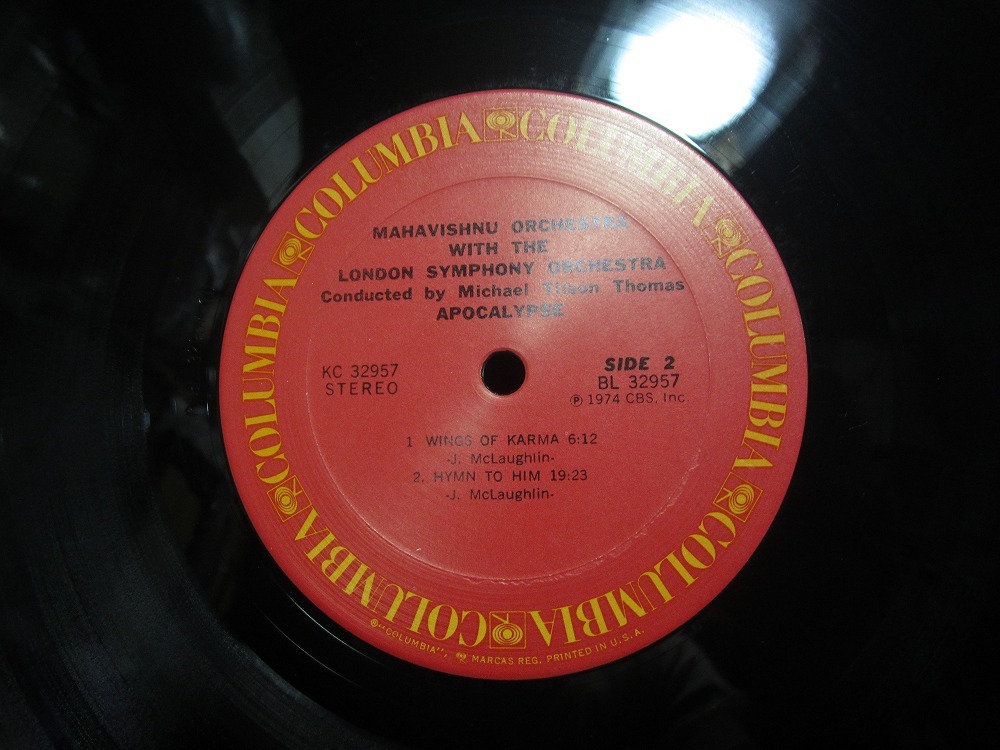 COLUMBIA COLUMBIA COLUMBIA COLUMBIA COLUMBIA COLUMBIA COLUMBIA COLUMBIA
MAHAVISHNU ORCHESTRA
WITH THE
LONDON SYMPHONY ORCHESTRA
Conducted by Michael Tilson Thomas
APOCALYPSE
KC 32957
STEREO
SIDE 2
BL 32957
Ⓟ 1974 CBS, Inc.
1 WINGS OF KARMA 6:12
-J. McLaughlin-
2. HYMN TO HIM 19:23
-J. McLaughlin-
®"COLUMBIA", MARCAS REG. PRINTED IN U.S.A.